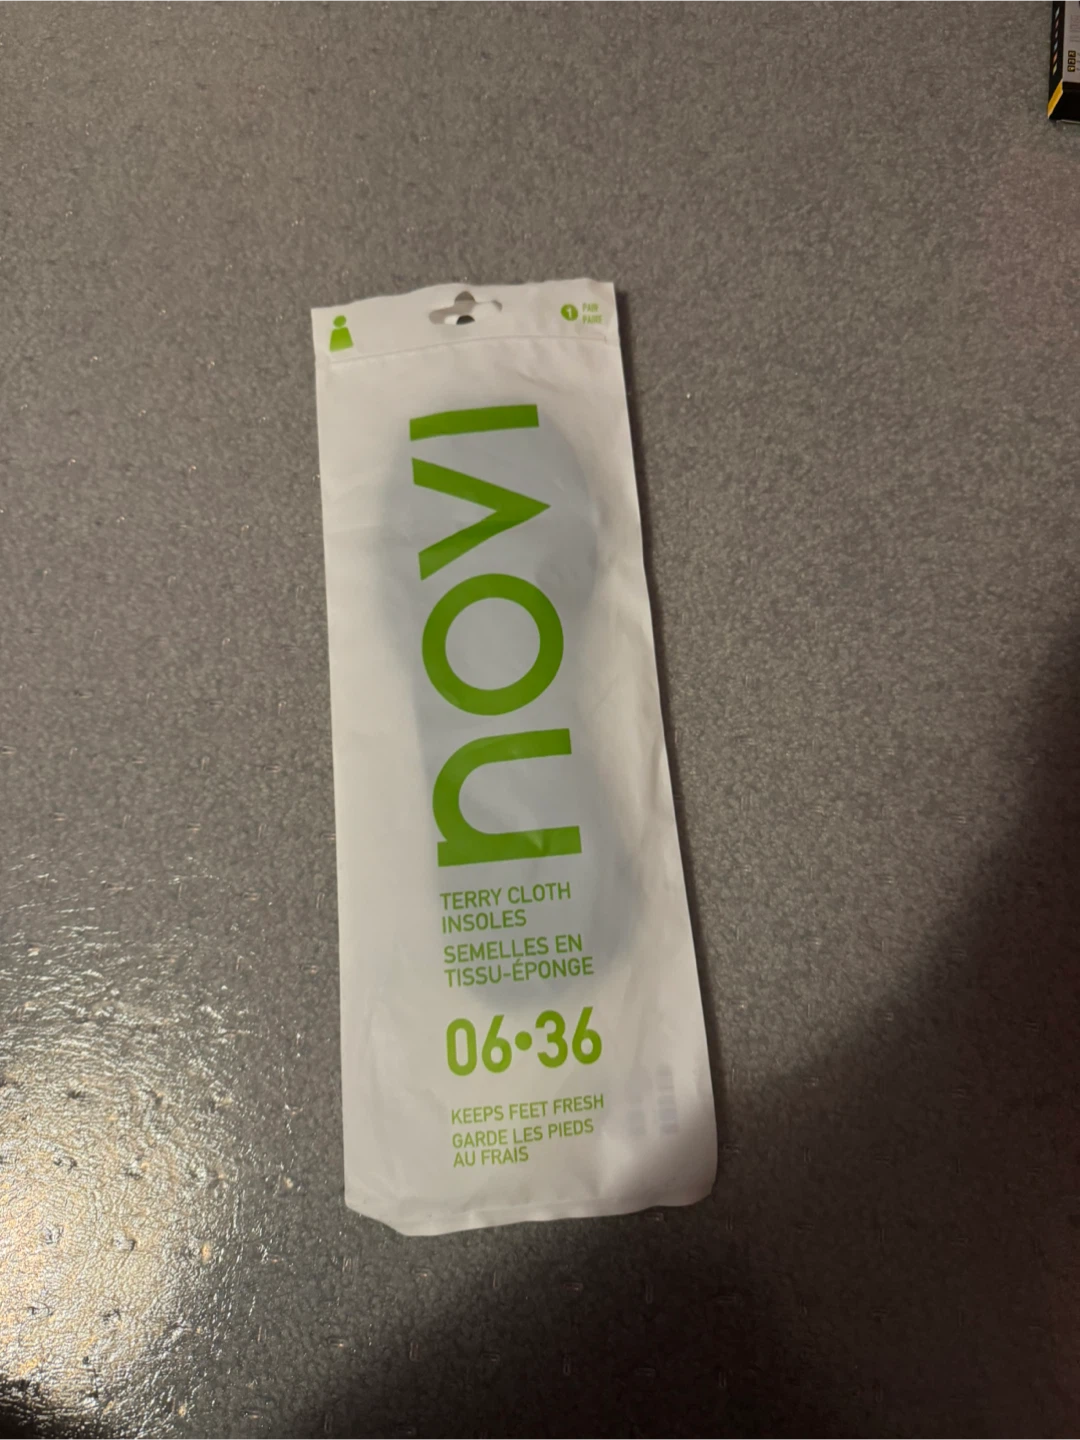 1 PAIR
PAIRE
novi
TERRY CLOTH
INSOLES
SEMELLES EN
TISSU-ÉPONGE
06•36
KEEPS FEET FRESH
GARDE LES PIEDS
AU FRAIS